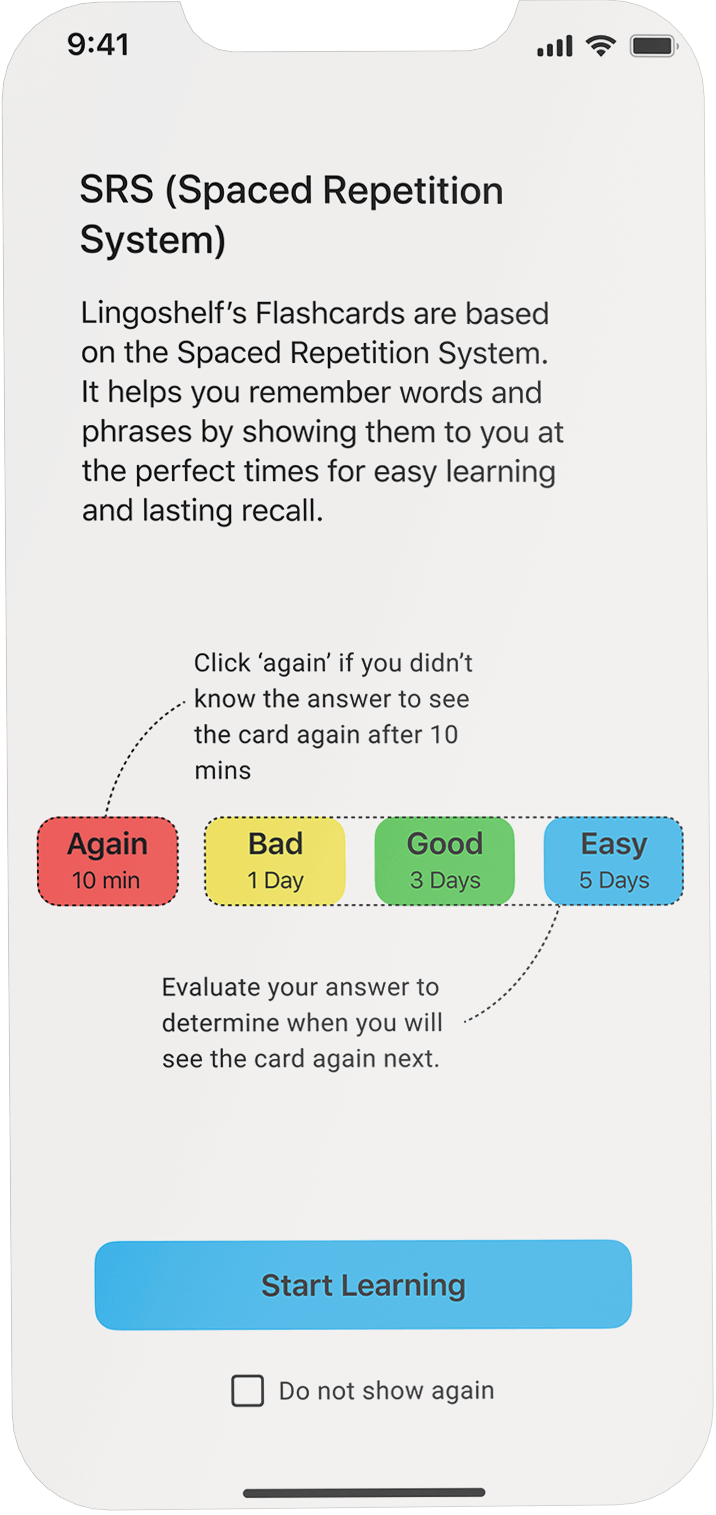 9:41
SRS (Spaced Repetition
System)
Lingoshelf’s Flashcards are based
on the Spaced Repetition System.
It helps you remember words and
phrases by showing them to you at
the perfect times for easy learning
and lasting recall.
Click ‘again’ if you didn’t
know the answer to see
the card again after 10
mins
Again Bad Good Easy
10 min 1 Day 3 Days 5 Days
Evaluate your answer to
determine when you will
see the card again next.
Start Learning
Do not show again